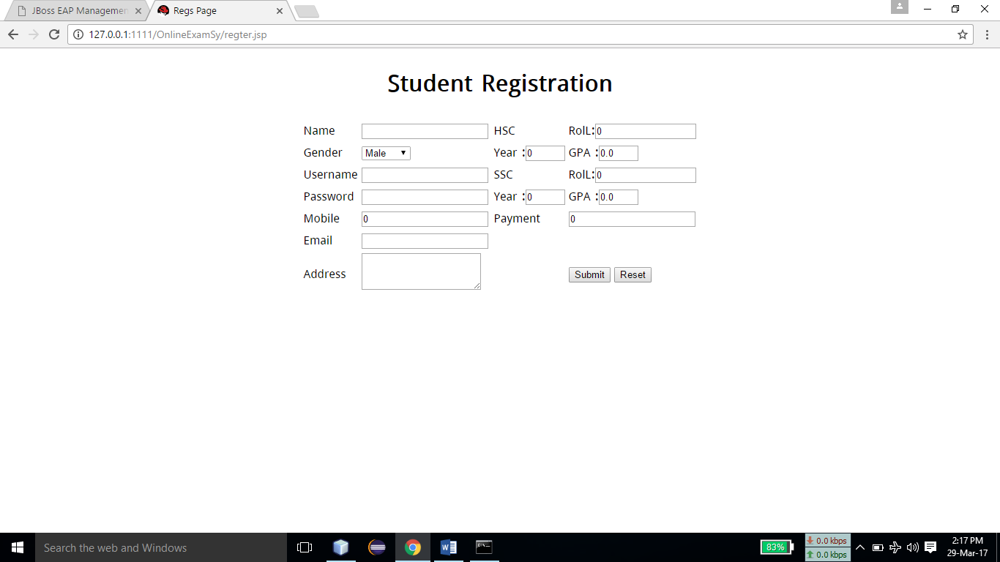 JBoss EAP Managemen
Regs Page
127.0.0.1:1111/OnlineExamSy/regter.jsp
Student Registration
Name HSC RolL: 0
Gender Male Year : 0 GPA : 0.0
Username SSC RolL: 0
Password Year : 0 GPA : 0.0
Mobile 0 Payment 0
Email
Address Submit Reset
Search the web and Windows
83%
0.0 kbps
0.0 kbps
2:17 PM
29-Mar-17